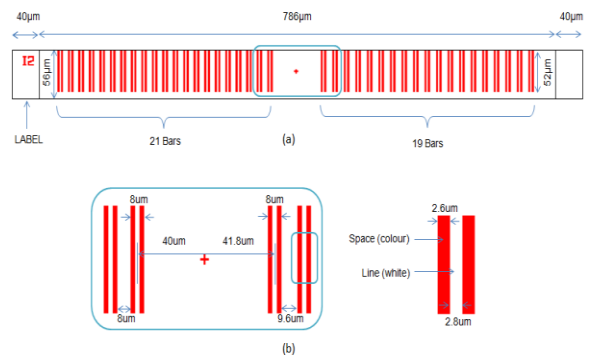 40µm 786µm 40µm
I2
56µm
52µm
LABEL
21 Bars
(a)
19 Bars
8um 8um
40um 41.8um
8um 9.6um
2.6um
Space (colour)
Line (white)
2.8um
(b)